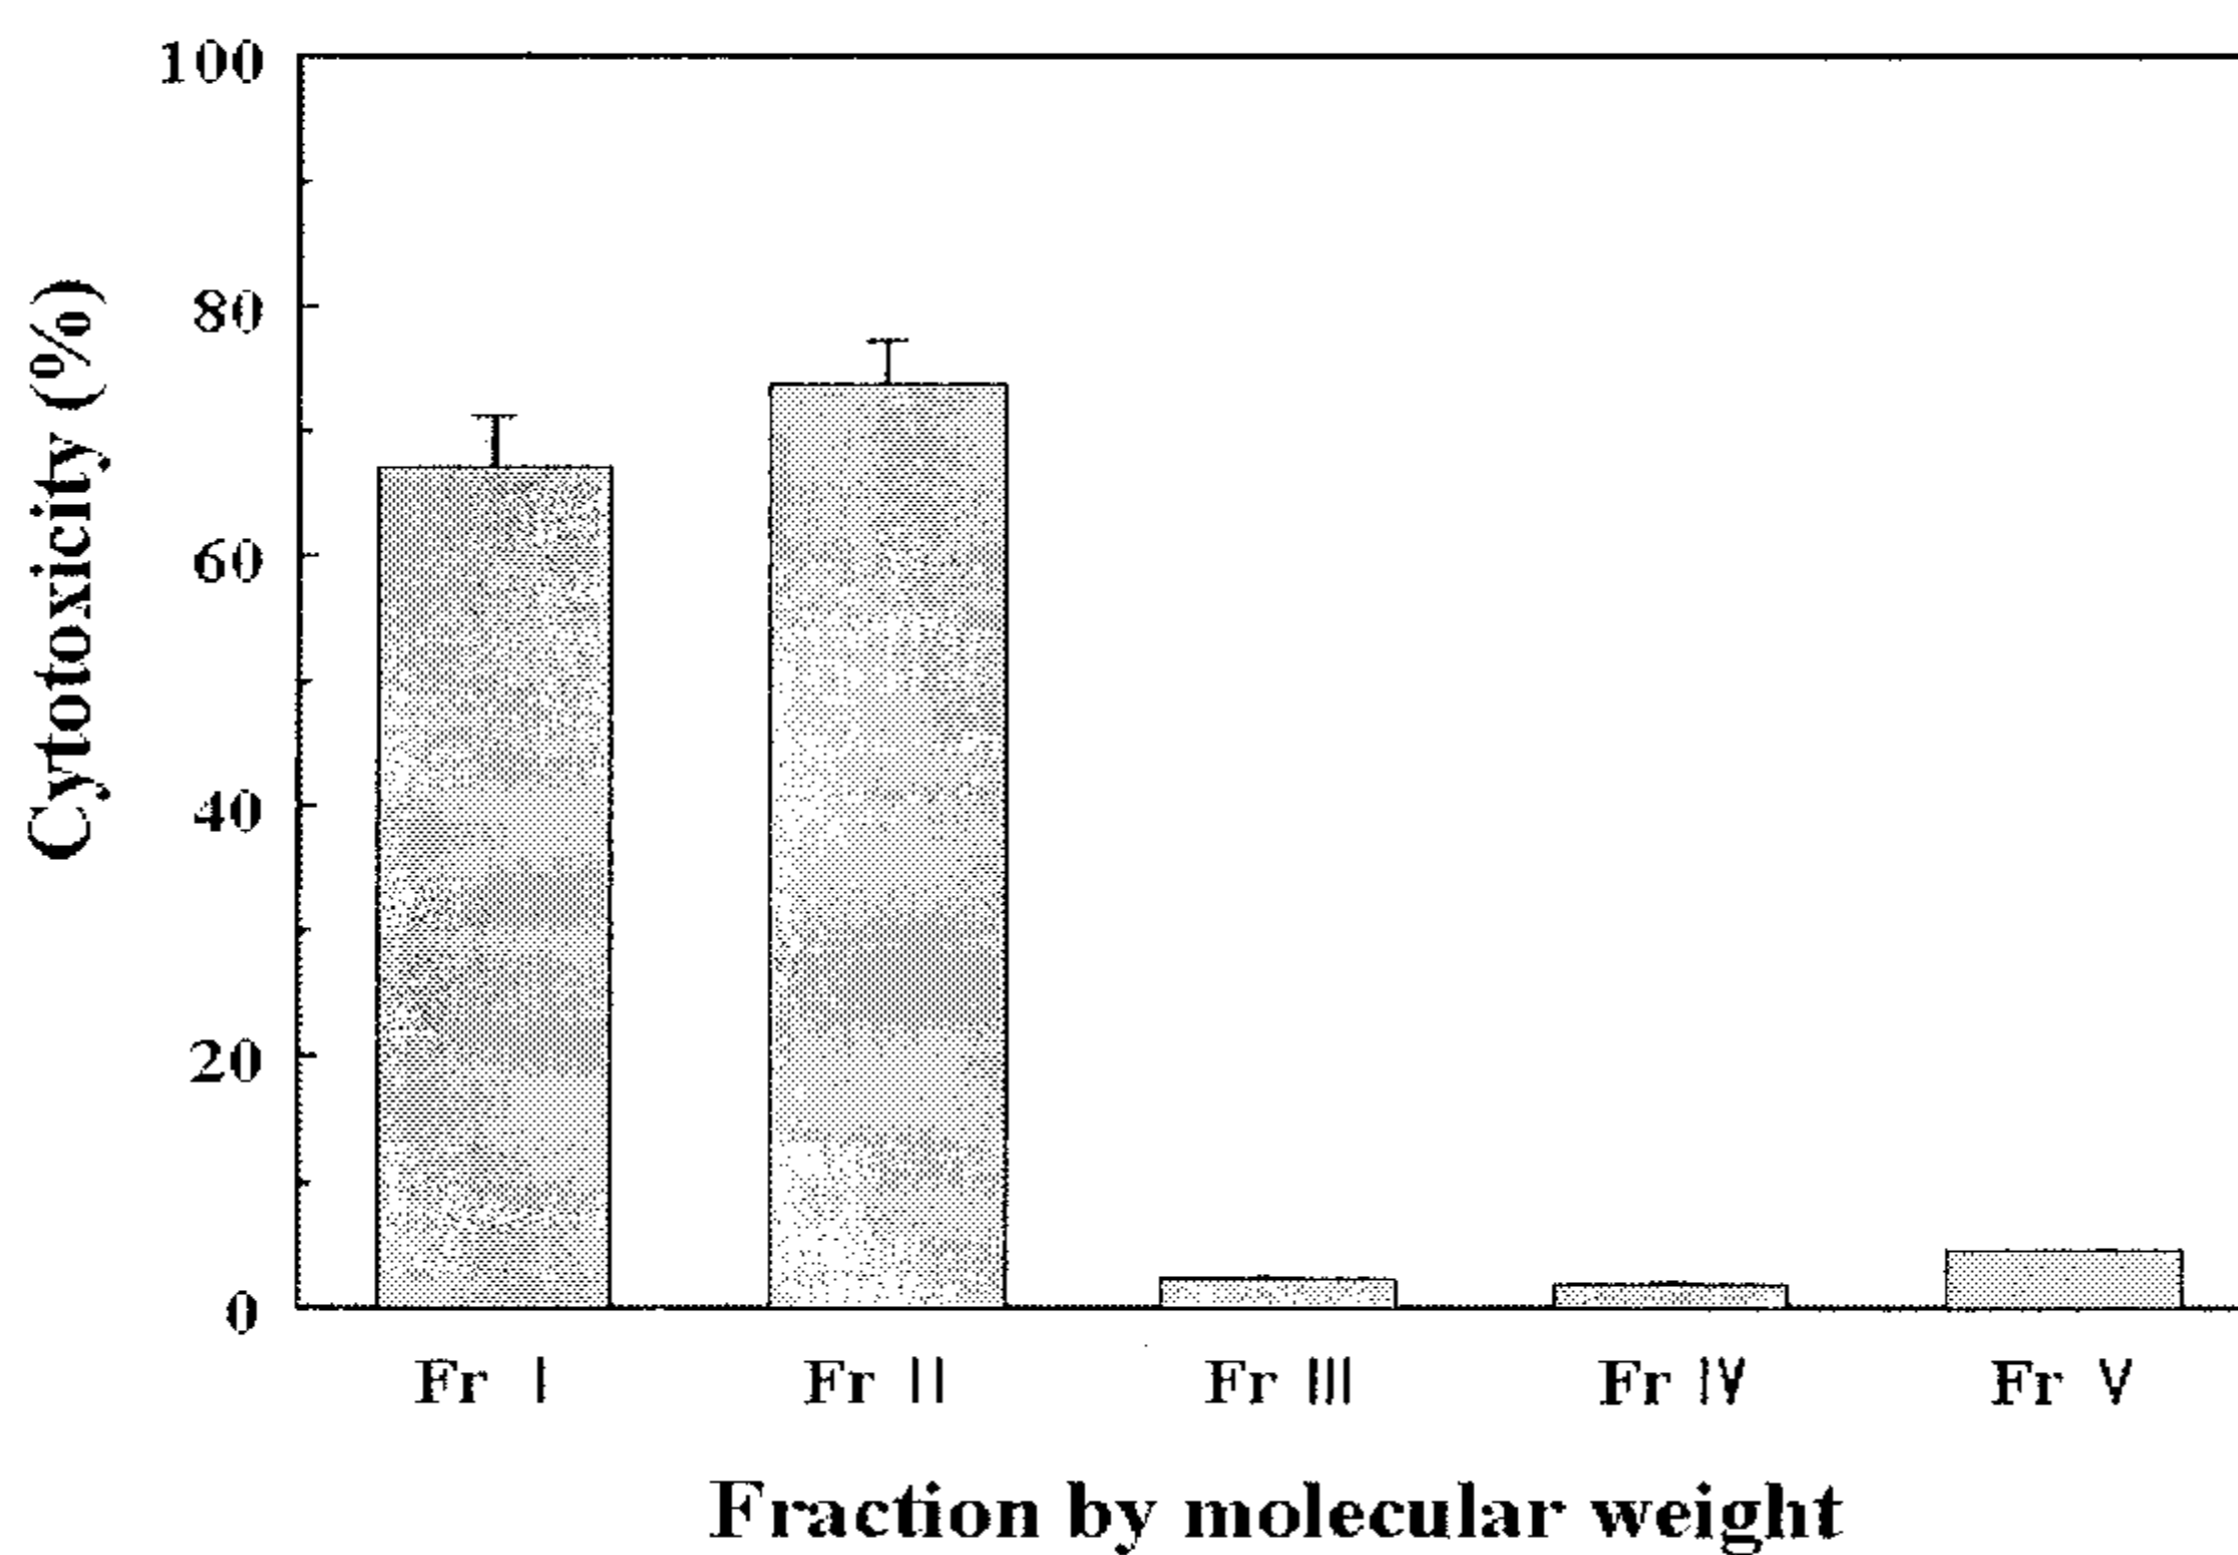 100
80
60
40
20
0
Cytotoxicity (%)
Fr I
Fr II
Fr III
Fr IV
Fr V
Fraction by molecular weight